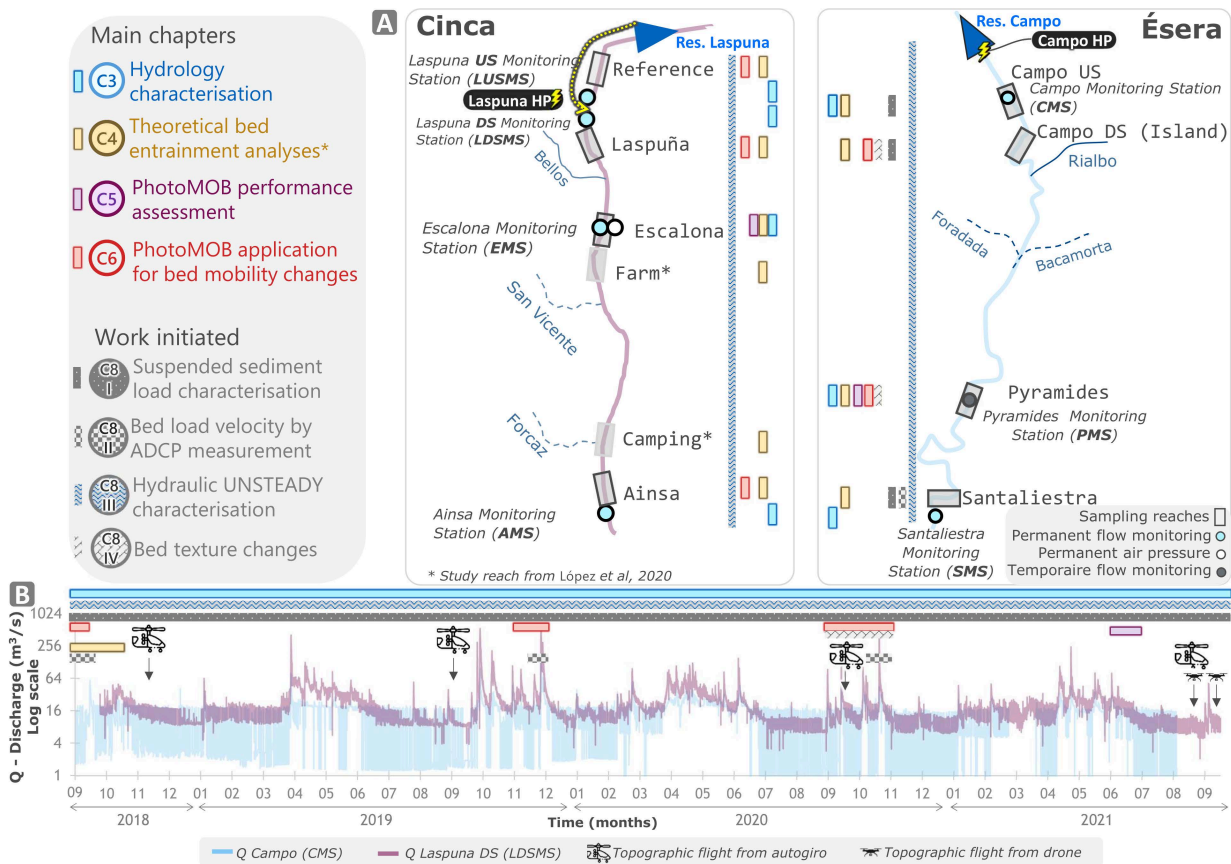 Main chapters
C3 Hydrology
characterisation
C4 Theoretical bed
entrainment analyses*
C5 PhotoMOB performance
assessment
C6 PhotoMOB application
for bed mobility changes
Work initiated
C8
I
Suspended sediment
load characterisation
C8
II
Bed load velocity by
ADCP measurement
C8
III
Hydraulic UNSTEADY
characterisation
C8
IV
Bed texture changes
A
Cinca
Res. Laspuna
Laspuna US Monitoring
Station (LUSMS)
Reference
Laspuna HP
Laspuna DS Monitoring
Station (LDSMS)
Laspuña
Bellos
Escalona Monitoring
Station (EMS)
Escalona
Farm*
San Vicente
Forcaz
Camping*
Ainsa
Ainsa Monitoring
Station (AMS)
* Study reach from López et al, 2020
Ésera
Res. Campo
Campo HP
Campo US
Campo Monitoring Station
(CMS)
Campo DS (Island)
Rialbo
Foradada
Bacamorta
Pyramides
Pyramides Monitoring
Station (PMS)
Santaliestra
Santaliestra
Monitoring
Station (SMS)
Sampling reaches
Permanent flow monitoring
Permanent air pressure
Temporaire flow monitoring
B
Q - Discharge (m³/s)
Log scale
1024
256
64
16
4
1
09 10 11 12 01 02 03 04 05 06 07 08 09 10 11 12 01 02 03 04 05 06 07 08 09 10 11 12 01 02 03 04 05 06 07 08 09
2018 2019 2020 2021
Time (months)
Q Campo (CMS) Q Laspuna DS (LDSMS) Topographic flight from autogiro Topographic flight from drone